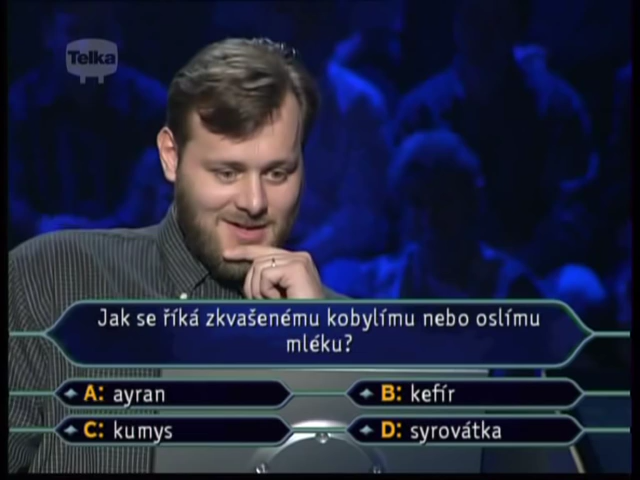 Telka
Jak se říká zkvašenému kobylímu nebo oslímu
mléku?
A: ayran
B: kefír
C: kumys
D: syrovátka